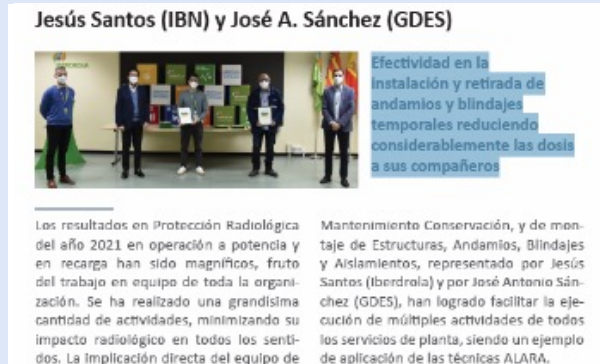 Jesús Santos (IBN) y José A. Sánchez (GDES)
IBERDROLA
Efectividad en la
instalación y retirada de
andamios y blindajes
temporales reduciendo
considerablemente las dosis
a sus compañeros
Los resultados en Protección Radiológica
del año 2021 en operación a potencia y
en recarga han sido magníficos, fruto
del trabajo en equipo de toda la organi-
zación. Se ha realizado una grandísima
cantidad de actividades, minimizando su
impacto radiológico en todos los senti-
dos. La implicación directa del equipo de
Mantenimiento Conservación, y de mon-
taje de Estructuras, Andamios, Blindajes
y Aislamientos, representado por Jesús
Santos (Iberdrola) y por José Antonio Sán-
chez (GDES), han logrado facilitar la eje-
cución de múltiples actividades de todos
los servicios de planta, siendo un ejemplo
de aplicación de las técnicas ALARA.